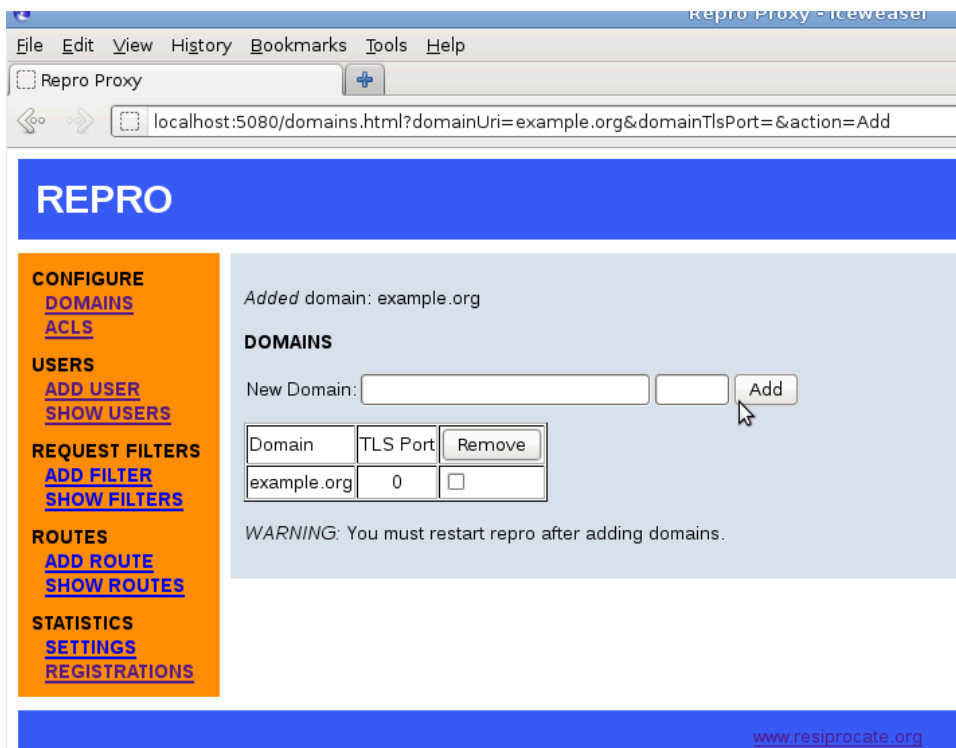 Repro Proxy - Iceweasel
File Edit View History Bookmarks Tools Help
Repro Proxy
localhost:5080/domains.html?domainUri=example.org&domainTlsPort=&action=Add
REPRO
CONFIGURE
DOMAINS
ACLS
USERS
ADD USER
SHOW USERS
REQUEST FILTERS
ADD FILTER
SHOW FILTERS
ROUTES
ADD ROUTE
SHOW ROUTES
STATISTICS
SETTINGS
REGISTRATIONS
Added domain: example.org
DOMAINS
New Domain: Add
Domain TLS Port Remove
example.org 0
WARNING: You must restart repro after adding domains.
www.resiprocate.org